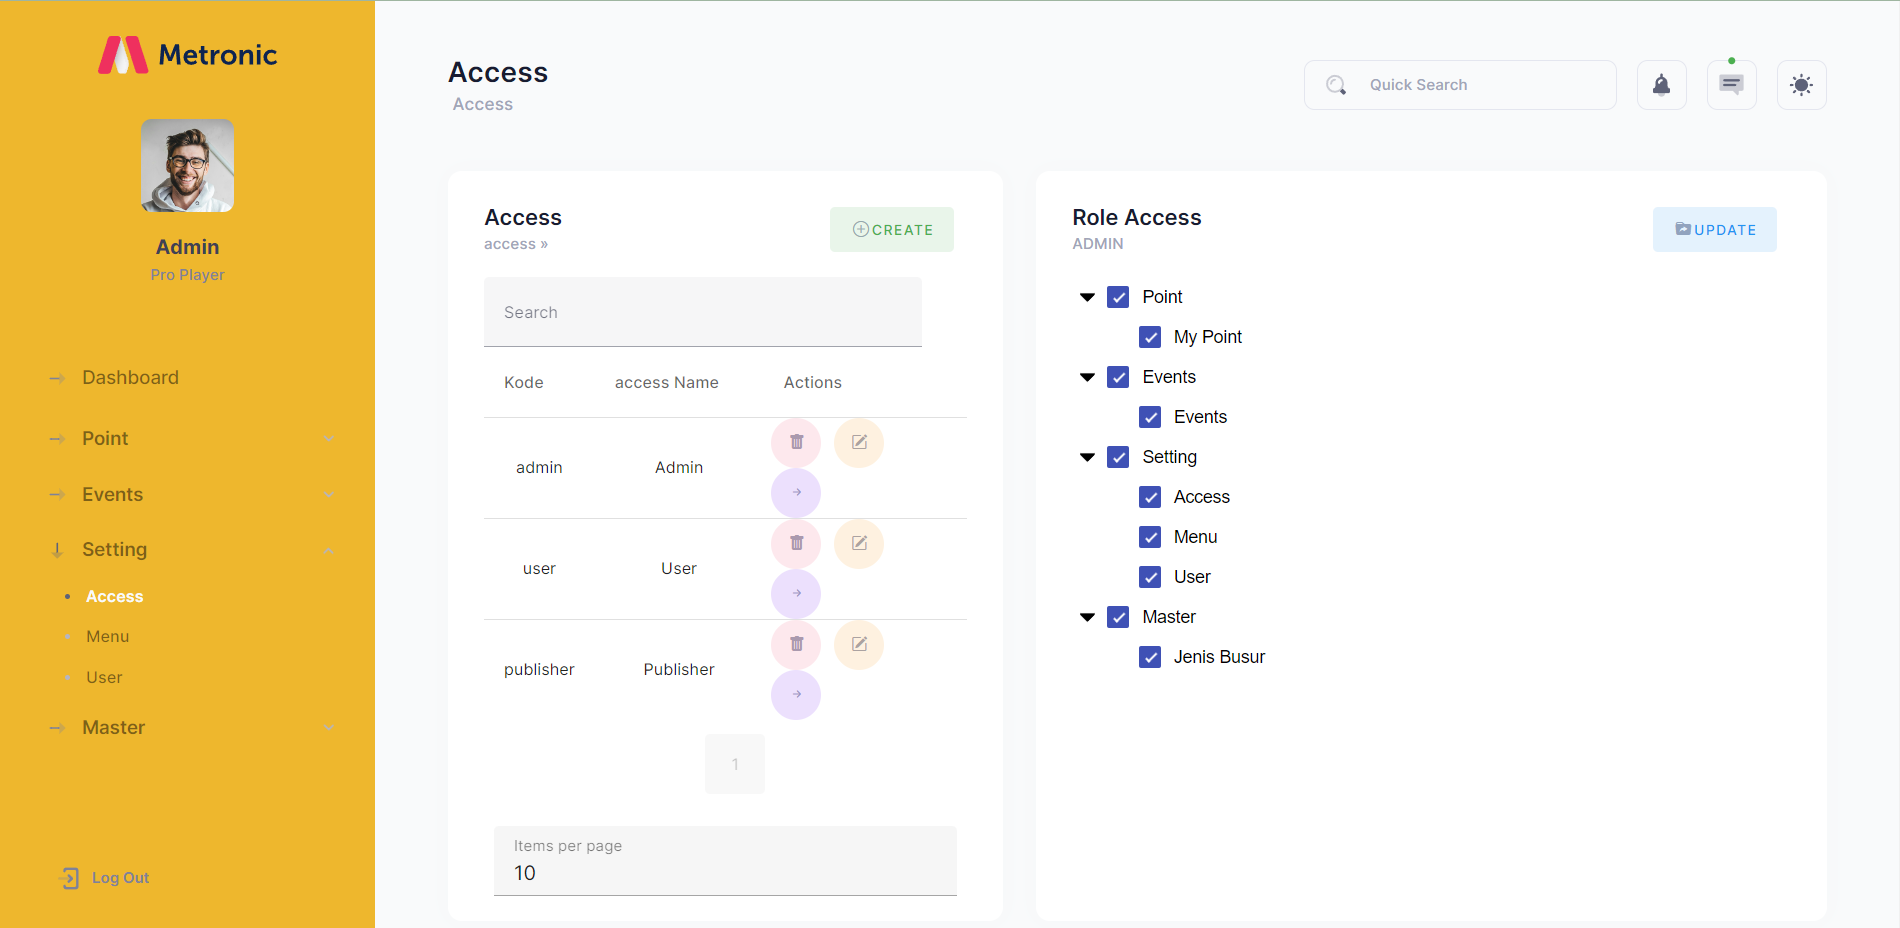 Metronic
Admin
Pro Player
Dashboard
Point
Events
Setting
Access
Menu
User
Master
Log Out
Access
Access
Quick Search
Access
access »
CREATE
Search
Kode access Name Actions
admin Admin
user User
publisher Publisher
1
Items per page
10
Role Access
ADMIN
UPDATE
Point
My Point
Events
Events
Setting
Access
Menu
User
Master
Jenis Busur